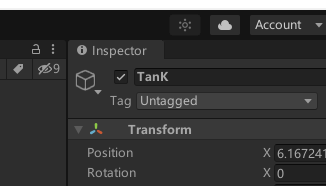 Account
Inspector
9
TanK
Tag Untagged
Transform
Position X 6.167241
Rotation X 0